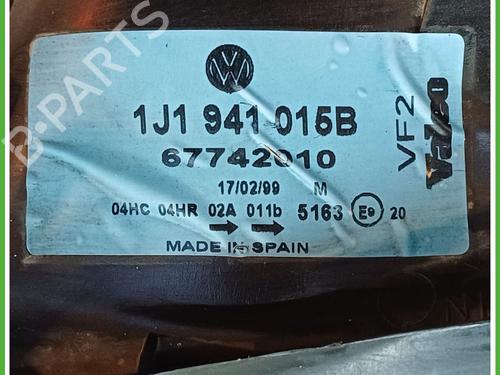 B-PARTS
1J1 941 015B
67742010
17/02/99 M
04HC 04HR 02A 011b 5163 E9 20
MADE IN SPAIN
VF2
Valeo